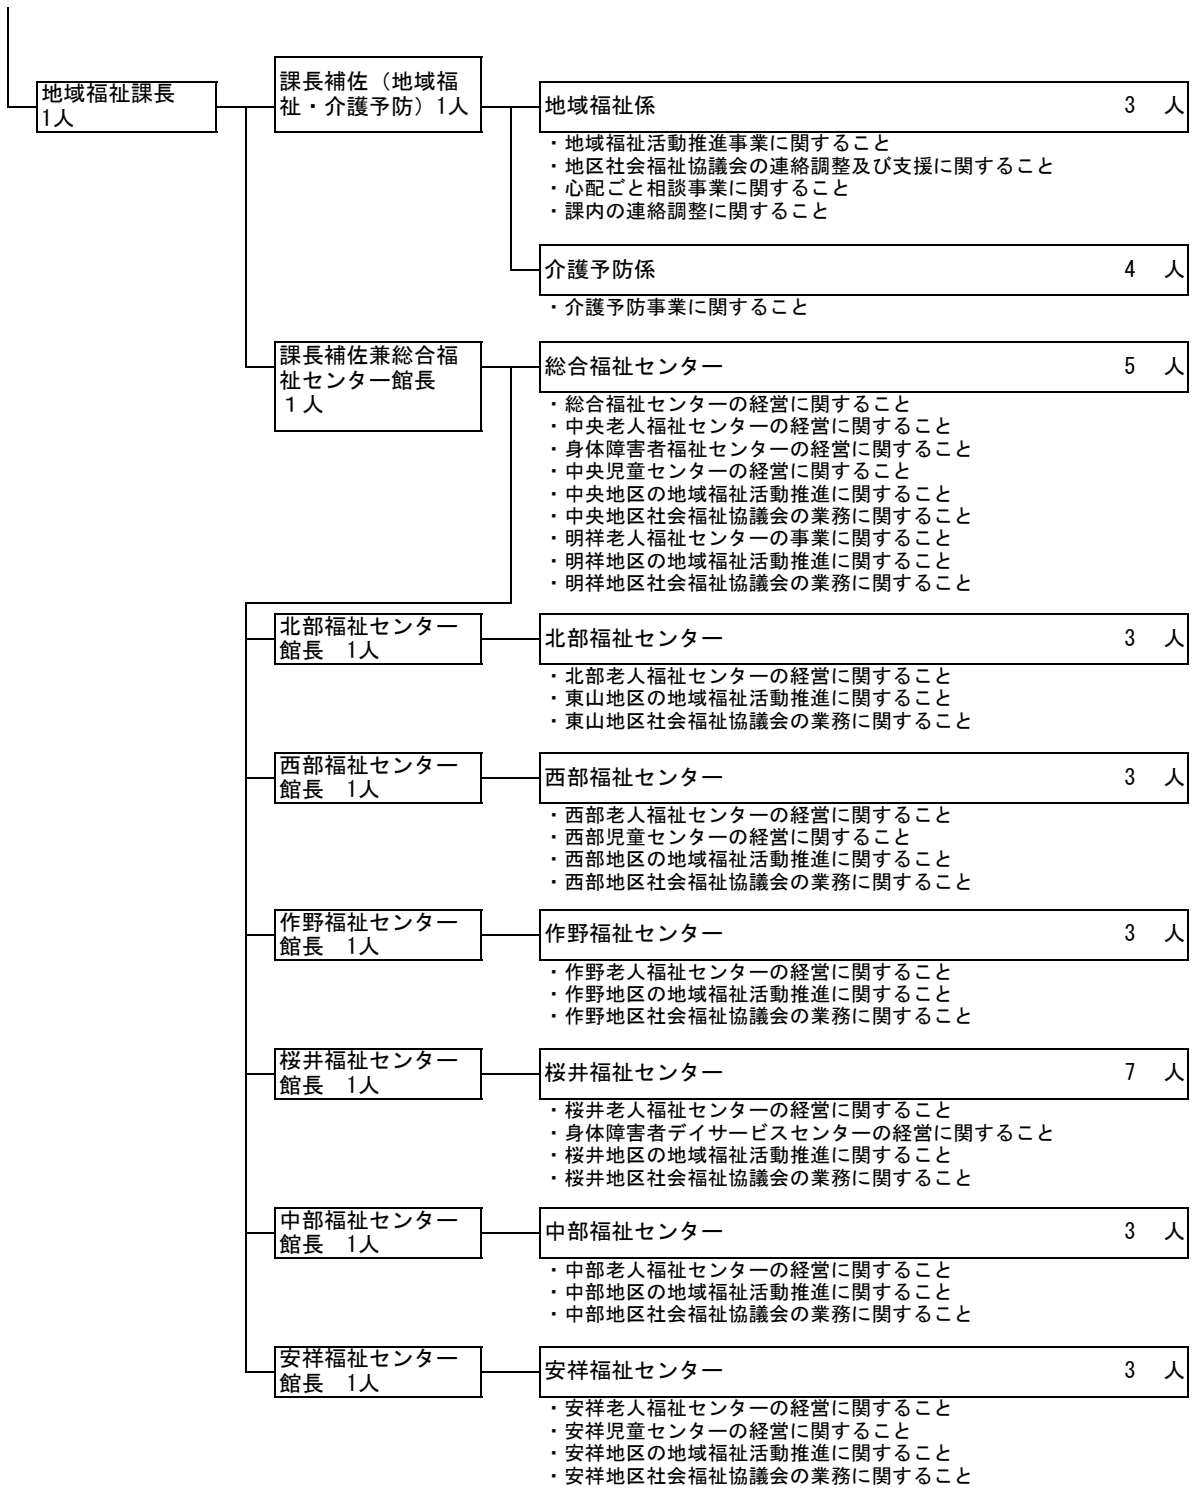 地域福祉課長
1人
課長補佐（地域福
祉・介護予防）1人
地域福祉係 3 人
・地域福祉活動推進事業に関すること
・地区社会福祉協議会の連絡調整及び支援に関すること
・心配ごと相談事業に関すること
・課内の連絡調整に関すること
介護予防係 4 人
・介護予防事業に関すること
課長補佐兼総合福
祉センター館長
１人
総合福祉センター 5 人
・総合福祉センターの経営に関すること
・中央老人福祉センターの経営に関すること
・身体障害者福祉センターの経営に関すること
・中央児童センターの経営に関すること
・中央地区の地域福祉活動推進に関すること
・中央地区社会福祉協議会の業務に関すること
・明祥老人福祉センターの事業に関すること
・明祥地区の地域福祉活動推進に関すること
・明祥地区社会福祉協議会の業務に関すること
北部福祉センター
館長　1人
北部福祉センター 3 人
・北部老人福祉センターの経営に関すること
・東山地区の地域福祉活動推進に関すること
・東山地区社会福祉協議会の業務に関すること
西部福祉センター
館長　1人
西部福祉センター 3 人
・西部老人福祉センターの経営に関すること
・西部児童センターの経営に関すること
・西部地区の地域福祉活動推進に関すること
・西部地区社会福祉協議会の業務に関すること
作野福祉センター
館長　1人
作野福祉センター 3 人
・作野老人福祉センターの経営に関すること
・作野地区の地域福祉活動推進に関すること
・作野地区社会福祉協議会の業務に関すること
桜井福祉センター
館長　1人
桜井福祉センター 7 人
・桜井老人福祉センターの経営に関すること
・身体障害者デイサービスセンターの経営に関すること
・桜井地区の地域福祉活動推進に関すること
・桜井地区社会福祉協議会の業務に関すること
中部福祉センター
館長　1人
中部福祉センター 3 人
・中部老人福祉センターの経営に関すること
・中部地区の地域福祉活動推進に関すること
・中部地区社会福祉協議会の業務に関すること
安祥福祉センター
館長　1人
安祥福祉センター 3 人
・安祥老人福祉センターの経営に関すること
・安祥児童センターの経営に関すること
・安祥地区の地域福祉活動推進に関すること
・安祥地区社会福祉協議会の業務に関すること